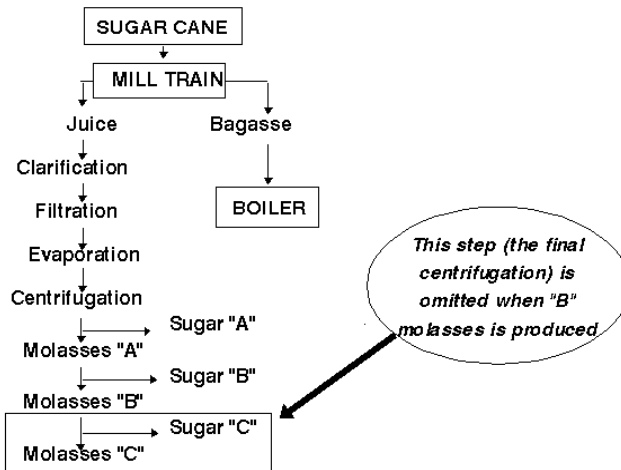 SUGAR CANE
MILL TRAIN
Juice
Bagasse
Clarification
Filtration
BOILER
Evaporation
Centrifugation
Sugar "A"
Molasses "A"
Sugar "B"
Molasses "B"
Sugar "C"
Molasses "C"
This step (the final
centrifugation) is
omitted when "B"
molasses is produced